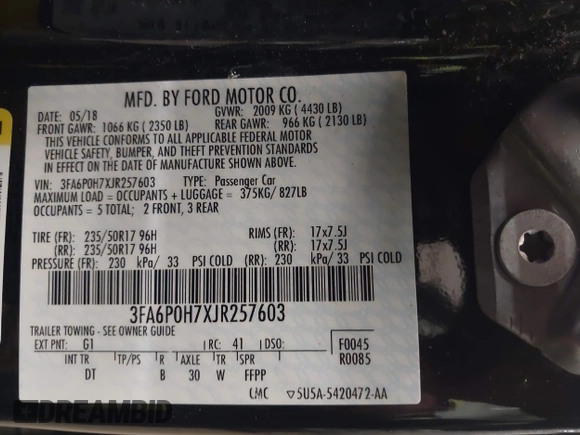 MFD. BY FORD MOTOR CO.
DATE: 05/18 GVWR: 2009 KG ( 4430 LB)
FRONT GAWR: 1066 KG ( 2350 LB) REAR GAWR: 966 KG ( 2130 LB)
THIS VEHICLE CONFORMS TO ALL APPLICABLE FEDERAL MOTOR
VEHICLE SAFETY, BUMPER, AND THEFT PREVENTION STANDARDS
IN EFFECT ON THE DATE OF MANUFACTURE SHOWN ABOVE.
VIN: 3FA6P0H7XJR257603 TYPE: Passenger Car
MAXIMUM LOAD = OCCUPANTS + LUGGAGE = 375KG/ 827LB
OCCUPANTS = 5 TOTAL; 2 FRONT, 3 REAR
TIRE (FR): 235/50R17 96H RIMS (FR): 17x7.5J
(RR): 235/50R17 96H (RR): 17x7.5J
PRESSURE (FR): 230 kPa/ 33 PSI COLD (RR): 230 kPa/ 33 PSI COLD
3FA6P0H7XJR257603
TRAILER TOWING - SEE OWNER GUIDE
EXT PNT: G1 RC: 41 DSO: F0045
INT TR TP/PS R AXLE TR SPR R0085
DT B 30 W FFPP
CMC 5U5A-5420472-AA
DREAMBID